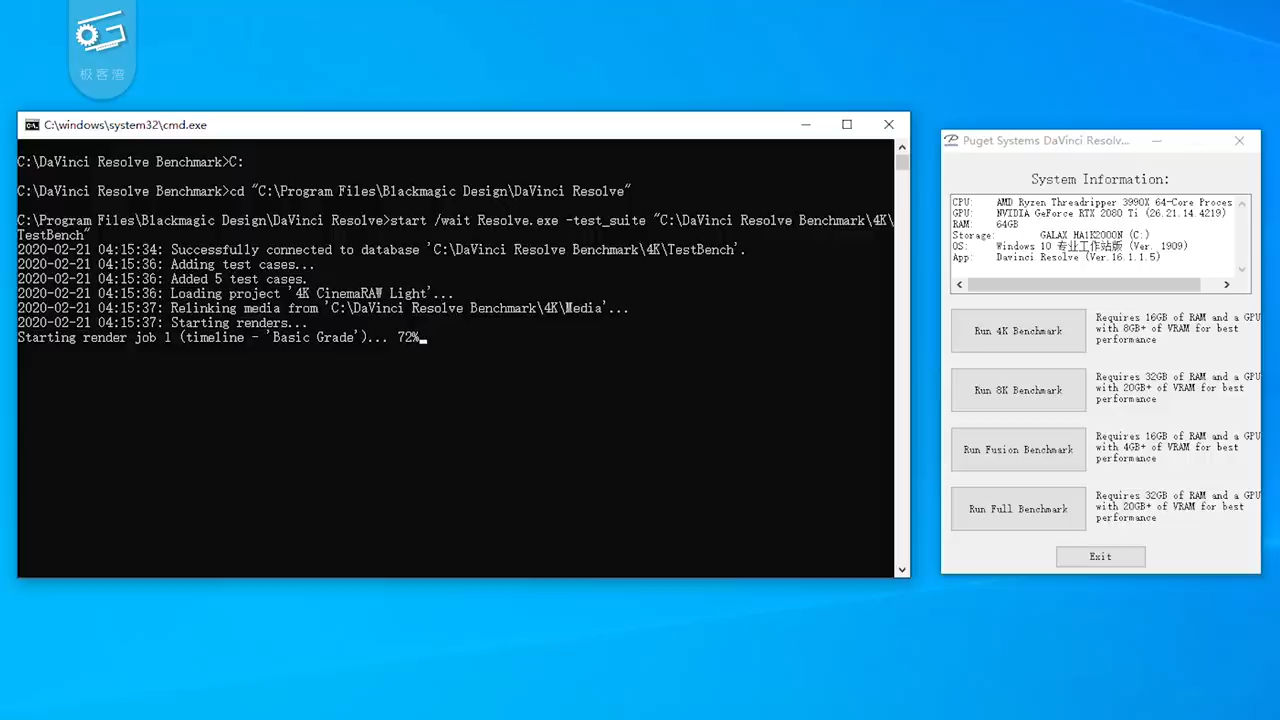 极客湾
C:\windows\system32\cmd.exe
C:\DaVinci Resolve Benchmark>C:
C:\DaVinci Resolve Benchmark>cd "C:\Program Files\Blackmagic Design\DaVinci Resolve"
C:\Program Files\Blackmagic Design\DaVinci Resolve>start /wait Resolve.exe -test_suite "C:\DaVinci Resolve Benchmark\4K\
TestBench"
2020-02-21 04:15:34: Successfully connected to database 'C:\DaVinci Resolve Benchmark\4K\TestBench'.
2020-02-21 04:15:36: Adding test cases...
2020-02-21 04:15:36: Added 5 test cases.
2020-02-21 04:15:36: Loading project '4K CinemaRAW Light'...
2020-02-21 04:15:37: Relinking media from 'C:\DaVinci Resolve Benchmark\4K\Media'...
2020-02-21 04:15:37: Starting renders...
Starting render job 1 (timeline - 'Basic Grade')... 72%
Puget Systems DaVinci Resolv...
System Information:
CPU: AMD Ryzen Threadripper 3990X 64-Core Proces
GPU: NVIDIA GeForce RTX 2080 Ti (26.21.14.4219)
RAM: 64GB
Storage: GALAX HA1K2000N (C:)
OS: Windows 10 专业工作站版 (Ver. 1909)
App: Davinci Resolve (Ver.16.1.1.5)
Run 4K Benchmark
Requires 16GB of RAM and a GPU
with 8GB+ of VRAM for best
performance
Run 8K Benchmark
Requires 32GB of RAM and a GPU
with 20GB+ of VRAM for best
performance
Run Fusion Benchmark
Requires 16GB of RAM and a GPU
with 4GB+ of VRAM for best
performance
Run Full Benchmark
Requires 32GB of RAM and a GPU
with 20GB+ of VRAM for best
performance
Exit